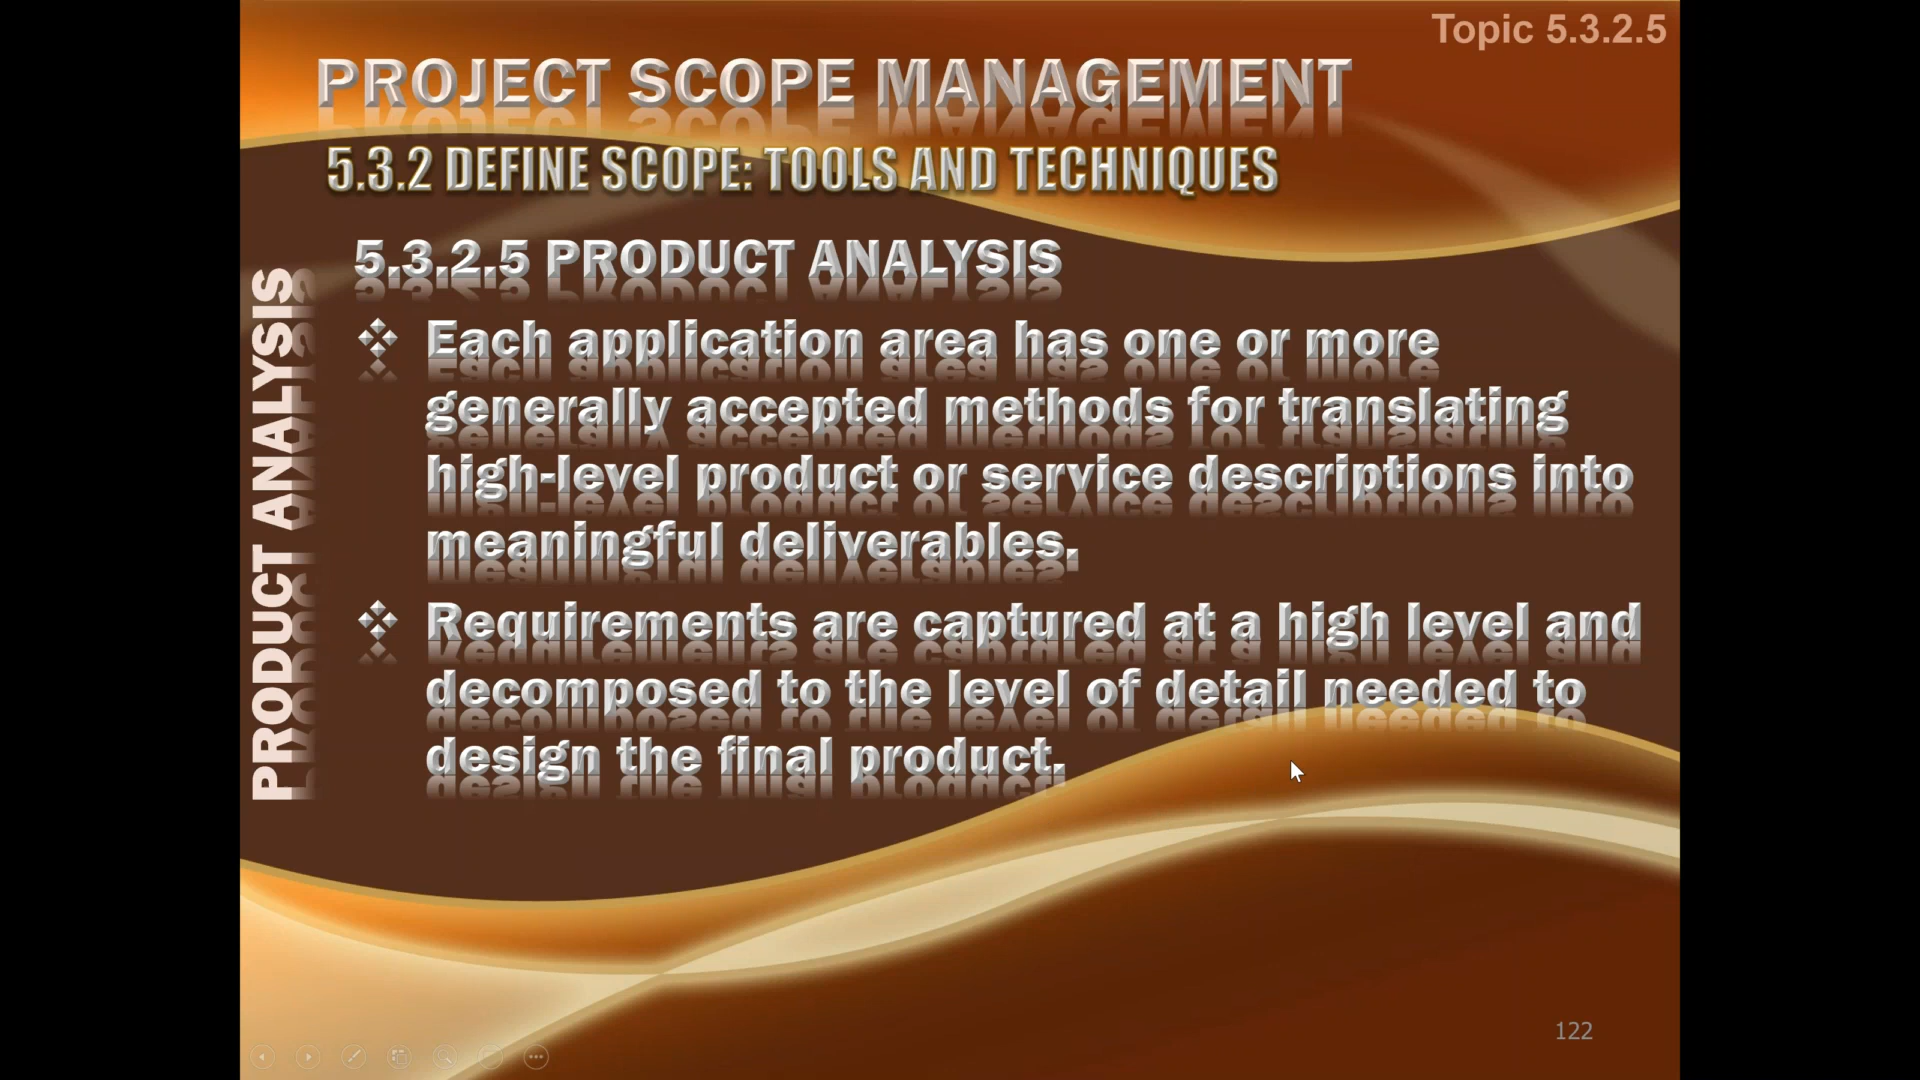 Topic 5.3.2.5
PROJECT SCOPE MANAGEMENT
5.3.2 DEFINE SCOPE: TOOLS AND TECHNIQUES
PRODUCT ANALYSIS
5.3.2.5 PRODUCT ANALYSIS
Each application area has one or more
generally accepted methods for translating
high-level product or service descriptions into
meaningful deliverables.
Requirements are captured at a high level and
decomposed to the level of detail needed to
design the final product.
122